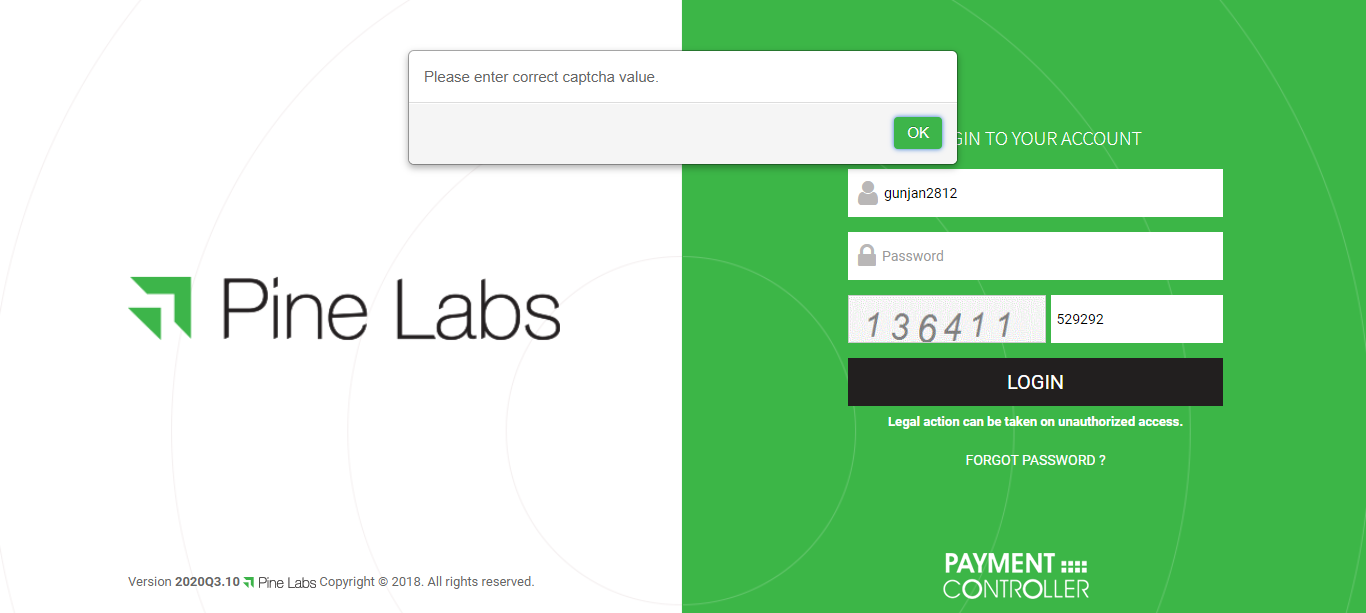 Please enter correct captcha value.
OK
GIN TO YOUR ACCOUNT
gunjan2812
Password
136411
529292
LOGIN
Legal action can be taken on unauthorized access.
FORGOT PASSWORD ?
Pine Labs
Version 2020Q3.10 Pine Labs Copyright © 2018. All rights reserved.
PAYMENT
CONTROLLER